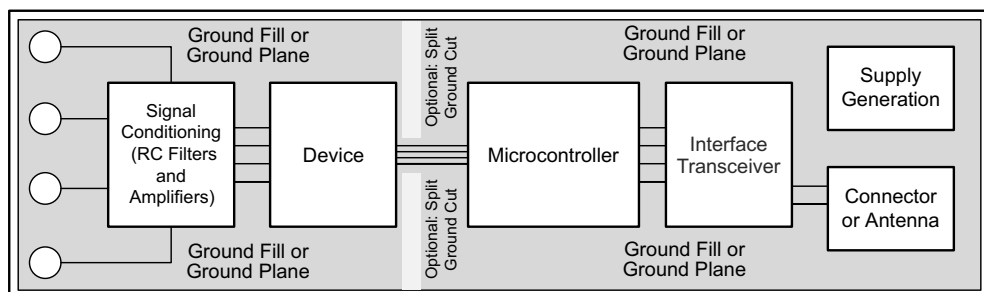 Ground Fill or
Ground Plane
Optional: Split
Ground Cut
Ground Fill or
Ground Plane
Supply
Generation
Signal
Conditioning
(RC Filters
and
Amplifiers)
Device
Microcontroller
Interface
Transceiver
Connector
or Antenna
Ground Fill or
Ground Plane
Optional: Split
Ground Cut
Ground Fill or
Ground Plane